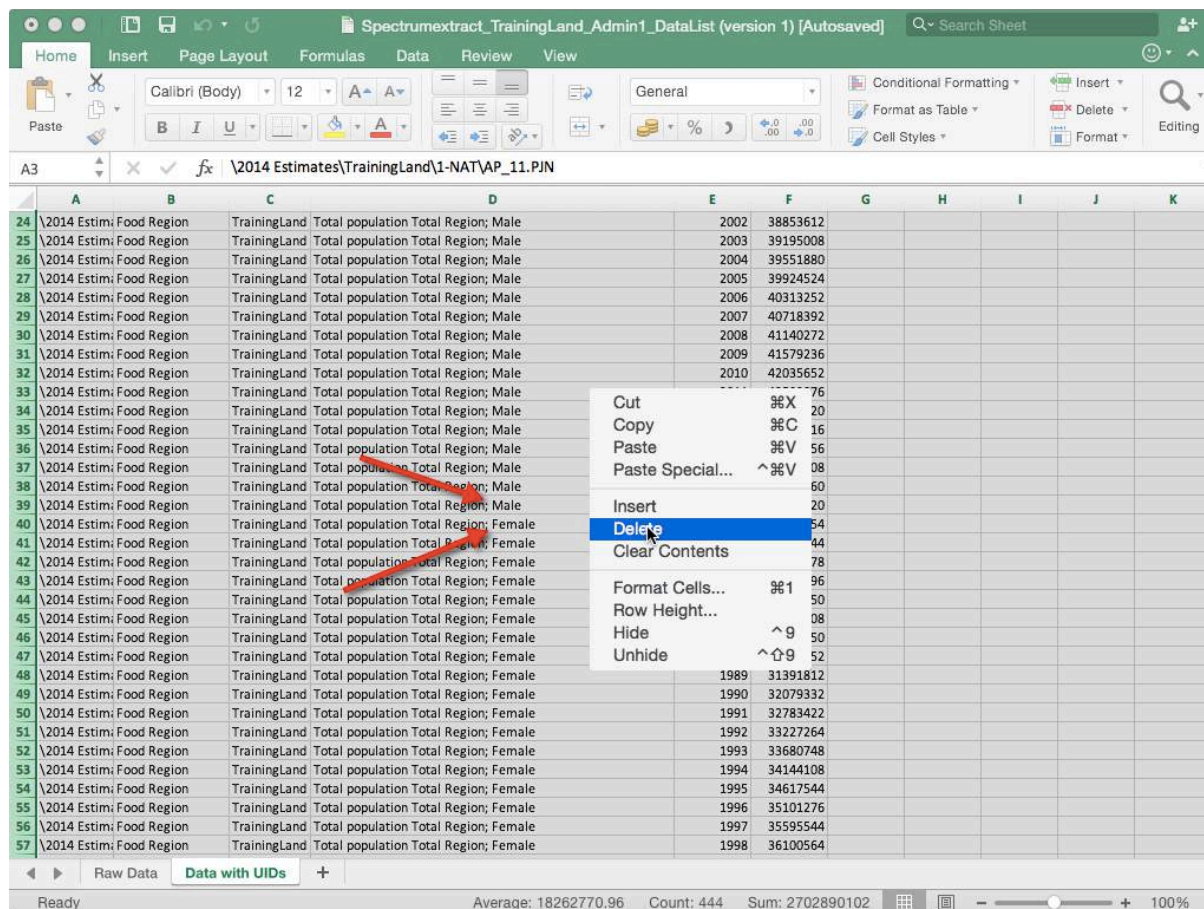 Spectrumextract_TrainingLand_Admin1_DataList (version 1) [Autosaved]
Search Sheet
Home Insert Page Layout Formulas Data Review View
Calibri (Body) 12 A A General Conditional Formatting Insert
Format as Table Delete
Paste B I U A % .0 .00 .00 .0 Cell Styles Format Editing
A3 fx \2014 Estimates\TrainingLand\1-NAT\AP_11.PJN
A B C D E F G H I J K
24 \2014 Estim Food Region TrainingLand Total population Total Region; Male 2002 38853612
25 \2014 Estim Food Region TrainingLand Total population Total Region; Male 2003 39195008
26 \2014 Estim Food Region TrainingLand Total population Total Region; Male 2004 39551880
27 \2014 Estim Food Region TrainingLand Total population Total Region; Male 2005 39924524
28 \2014 Estim Food Region TrainingLand Total population Total Region; Male 2006 40313252
29 \2014 Estim Food Region TrainingLand Total population Total Region; Male 2007 40718392
30 \2014 Estim Food Region TrainingLand Total population Total Region; Male 2008 41140272
31 \2014 Estim Food Region TrainingLand Total population Total Region; Male 2009 41579236
32 \2014 Estim Food Region TrainingLand Total population Total Region; Male 2010 42035652
33 \2014 Estim Food Region TrainingLand Total population Total Region; Male 76
34 \2014 Estim Food Region TrainingLand Total population Total Region; Male 20
35 \2014 Estim Food Region TrainingLand Total population Total Region; Male 16
36 \2014 Estim Food Region TrainingLand Total population Total Region; Male 56
37 \2014 Estim Food Region TrainingLand Total population Total Region; Male 08
38 \2014 Estim Food Region TrainingLand Total population Total Region; Male 60
39 \2014 Estim Food Region TrainingLand Total population Total Region; Male 20
40 \2014 Estim Food Region TrainingLand Total population Total Region; Female 54
41 \2014 Estim Food Region TrainingLand Total population Total Region; Female 44
42 \2014 Estim Food Region TrainingLand Total population Total Region; Female 78
43 \2014 Estim Food Region TrainingLand Total population Total Region; Female 96
44 \2014 Estim Food Region TrainingLand Total population Total Region; Female 50
45 \2014 Estim Food Region TrainingLand Total population Total Region; Female 08
46 \2014 Estim Food Region TrainingLand Total population Total Region; Female 50
47 \2014 Estim Food Region TrainingLand Total population Total Region; Female 52
48 \2014 Estim Food Region TrainingLand Total population Total Region; Female 1989 31391812
49 \2014 Estim Food Region TrainingLand Total population Total Region; Female 1990 32079332
50 \2014 Estim Food Region TrainingLand Total population Total Region; Female 1991 32783422
51 \2014 Estim Food Region TrainingLand Total population Total Region; Female 1992 33227264
52 \2014 Estim Food Region TrainingLand Total population Total Region; Female 1993 33680748
53 \2014 Estim Food Region TrainingLand Total population Total Region; Female 1994 34144108
54 \2014 Estim Food Region TrainingLand Total population Total Region; Female 1995 34617544
55 \2014 Estim Food Region TrainingLand Total population Total Region; Female 1996 35101276
56 \2014 Estim Food Region TrainingLand Total population Total Region; Female 1997 35595544
57 \2014 Estim Food Region TrainingLand Total population Total Region; Female 1998 36100564
Cut ⌘X
Copy ⌘C
Paste ⌘V
Paste Special... ^⌘V
Insert
Delete
Clear Contents
Format Cells... ⌘1
Row Height...
Hide ^9
Unhide ^⇧9
Raw Data Data with UIDs +
Ready Average: 18262770.96 Count: 444 Sum: 2702890102 − + 100%